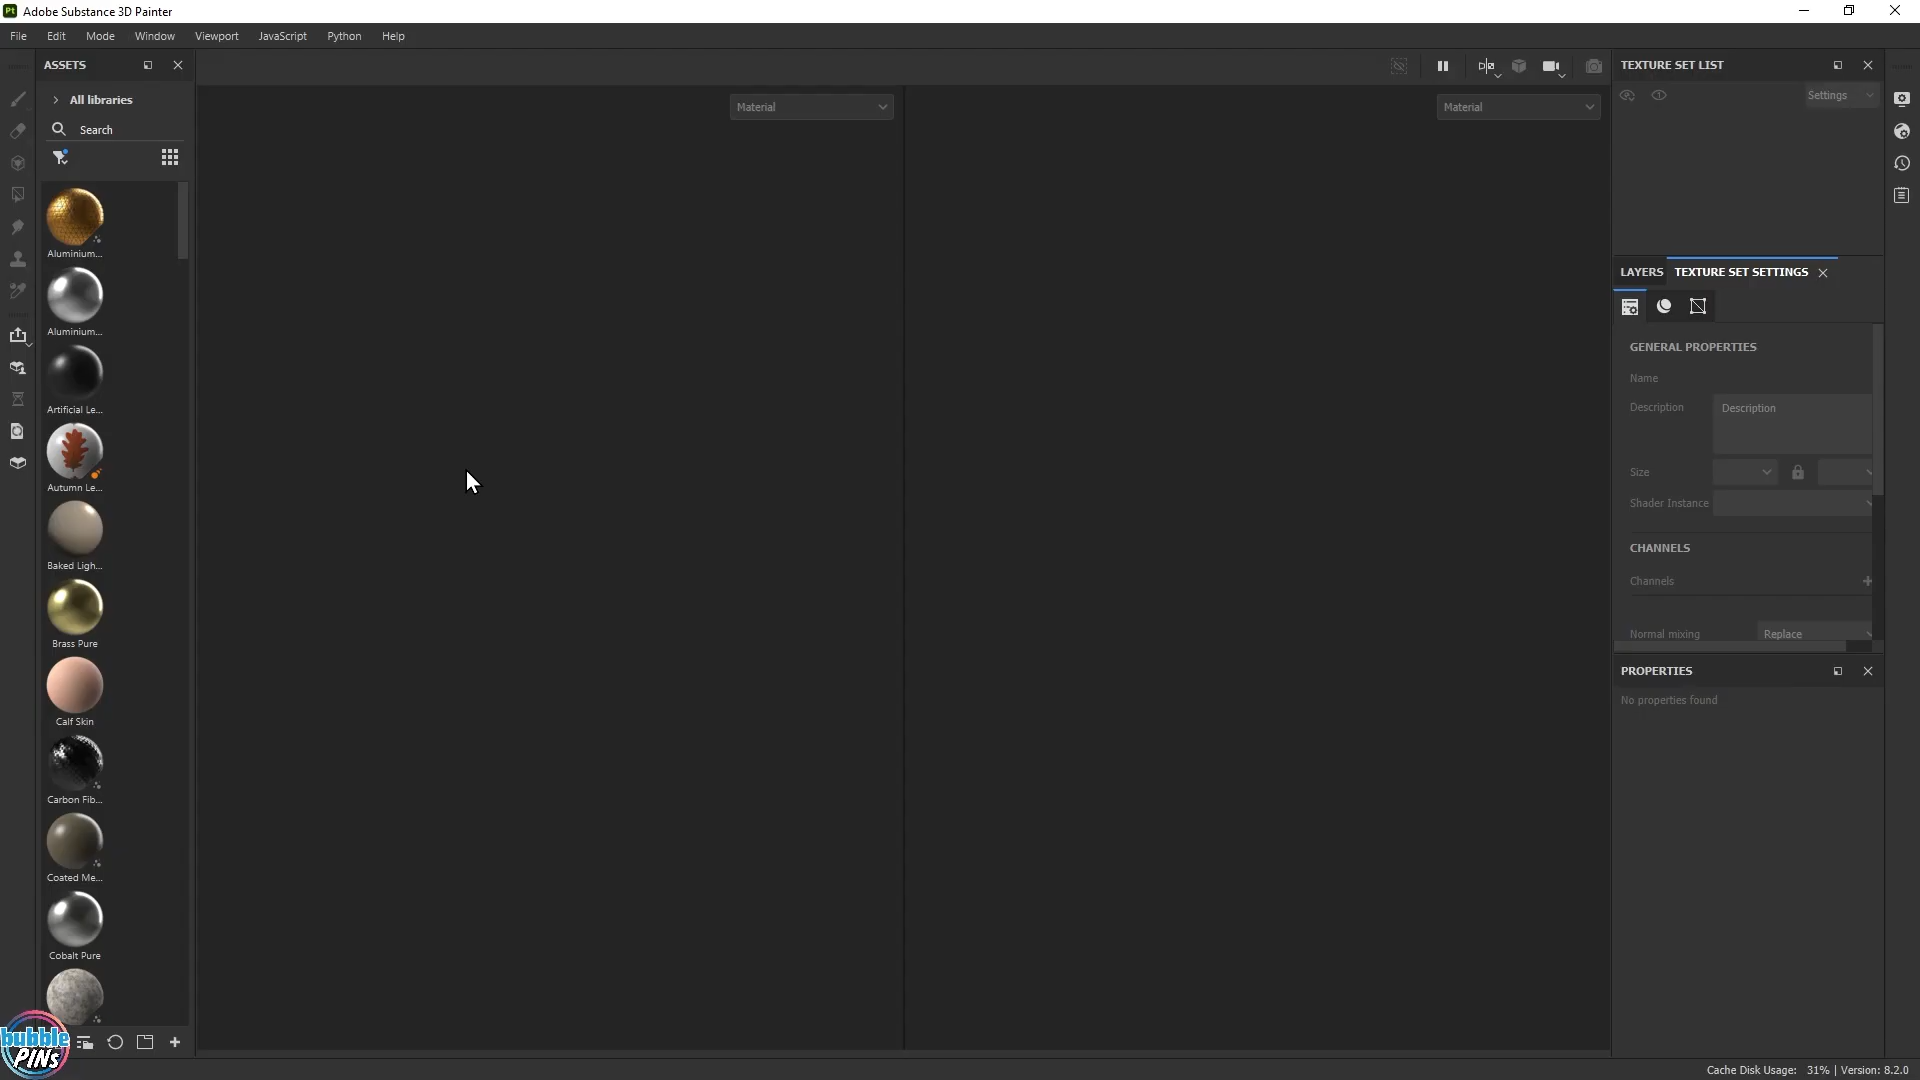 Pt Adobe Substance 3D Painter
File Edit Mode Window Viewport JavaScript Python Help
ASSETS
All libraries
Search
Aluminium...
Aluminium...
Artificial Le...
Autumn Le...
Baked Ligh...
Brass Pure
Calf Skin
Carbon Fib...
Coated Me...
Cobalt Pure
bubble
PINs
Material
Material
TEXTURE SET LIST
Settings
LAYERS TEXTURE SET SETTINGS
GENERAL PROPERTIES
Name
Description Description
Size
Shader Instance
CHANNELS
Channels
Normal mixing Replace
PROPERTIES
No properties found
Cache Disk Usage: 31% | Version: 8.2.0